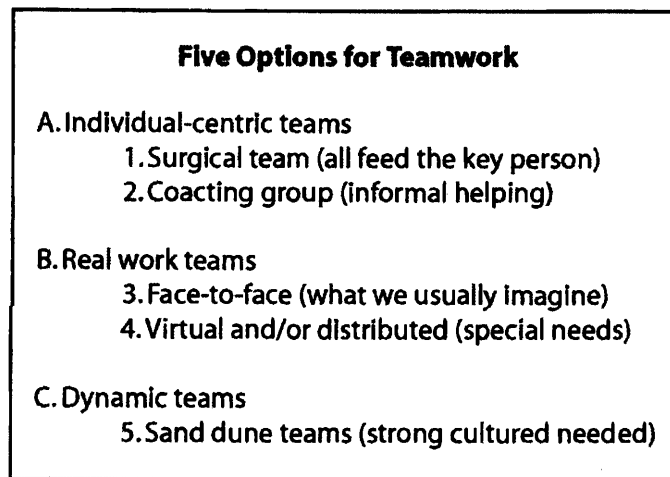 Five Options for Teamwork
A. Individual-centric teams
1. Surgical team (all feed the key person)
2. Coacting group (informal helping)
B. Real work teams
3. Face-to-face (what we usually imagine)
4. Virtual and/or distributed (special needs)
C. Dynamic teams
5. Sand dune teams (strong cultured needed)